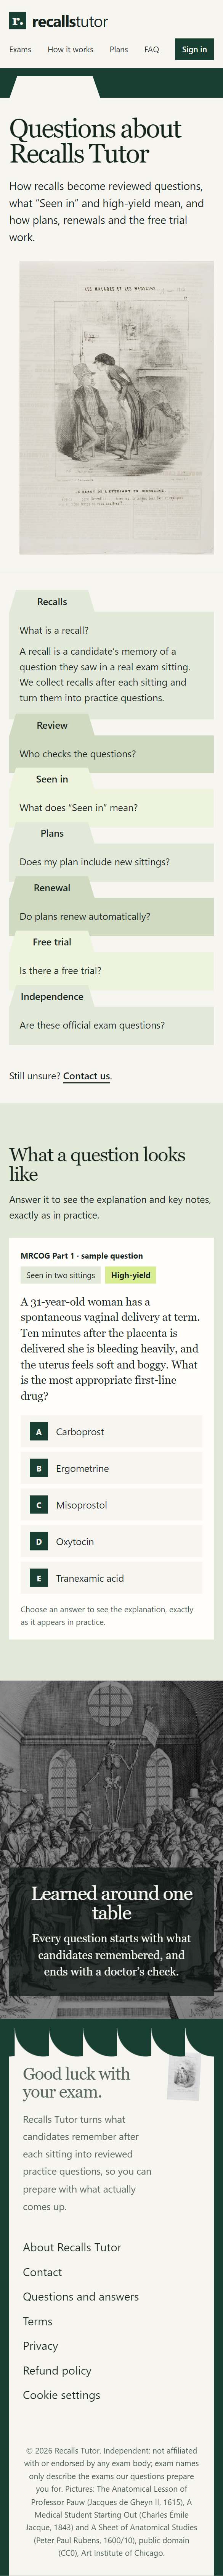 r. recallstutor
Exams How it works Plans FAQ Sign in
Questions about
Recalls Tutor
How recalls become reviewed questions,
what “Seen in” and high-yield mean, and
how plans, renewals and the free trial
work.
LES MALADES ET LES MÉDECINS.
LE DÉBUT DE L'ÉTUDIANT EN MÉDECINE
Recalls
What is a recall?
A recall is a candidate’s memory of a
question they saw in a real exam sitting.
We collect recalls after each sitting and
turn them into practice questions.
Review
Who checks the questions?
Seen in
What does “Seen in” mean?
Plans
Does my plan include new sittings?
Renewal
Do plans renew automatically?
Free trial
Is there a free trial?
Independence
Are these official exam questions?
Still unsure? Contact us.
What a question looks
like
Answer it to see the explanation and key notes,
exactly as in practice.
MRCOG Part 1 · sample question
Seen in two sittings High-yield
A 31-year-old woman has a
spontaneous vaginal delivery at term.
Ten minutes after the placenta is
delivered she is bleeding heavily, and
the uterus feels soft and boggy. What
is the most appropriate first-line
drug?
A Carboprost
B Ergometrine
C Misoprostol
D Oxytocin
E Tranexamic acid
Choose an answer to see the explanation, exactly
as it appears in practice.
Learned around one
table
Every question starts with what
candidates remembered, and
ends with a doctor’s check.
Good luck with
your exam.
Recalls Tutor turns what
candidates remember after
each sitting into reviewed
practice questions, so you can
prepare with what actually
comes up.
About Recalls Tutor
Contact
Questions and answers
Terms
Privacy
Refund policy
Cookie settings
© 2026 Recalls Tutor. Independent: not affiliated
with or endorsed by any exam body; exam names
only describe the exams our questions prepare
you for. Pictures: The Anatomical Lesson of
Professor Pauw (Jacques de Gheyn II, 1615), A
Medical Student Starting Out (Charles Émile
Jacque, 1843) and A Sheet of Anatomical Studies
(Peter Paul Rubens, 1600/10), public domain
(CC0), Art Institute of Chicago.